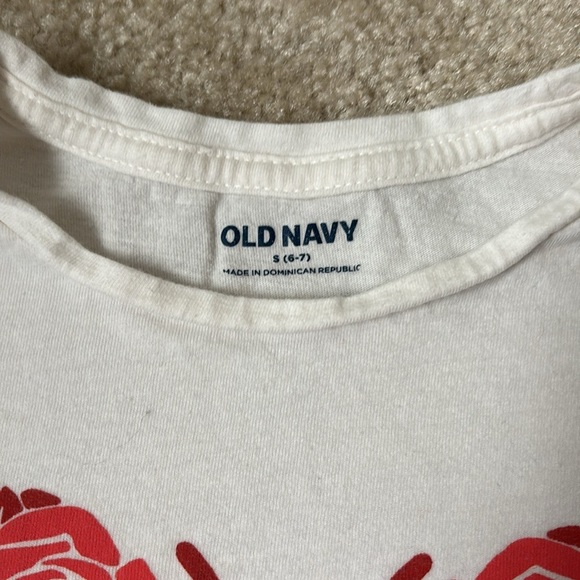 OLD NAVY
S (6-7)
MADE IN DOMINICAN REPUBLIC